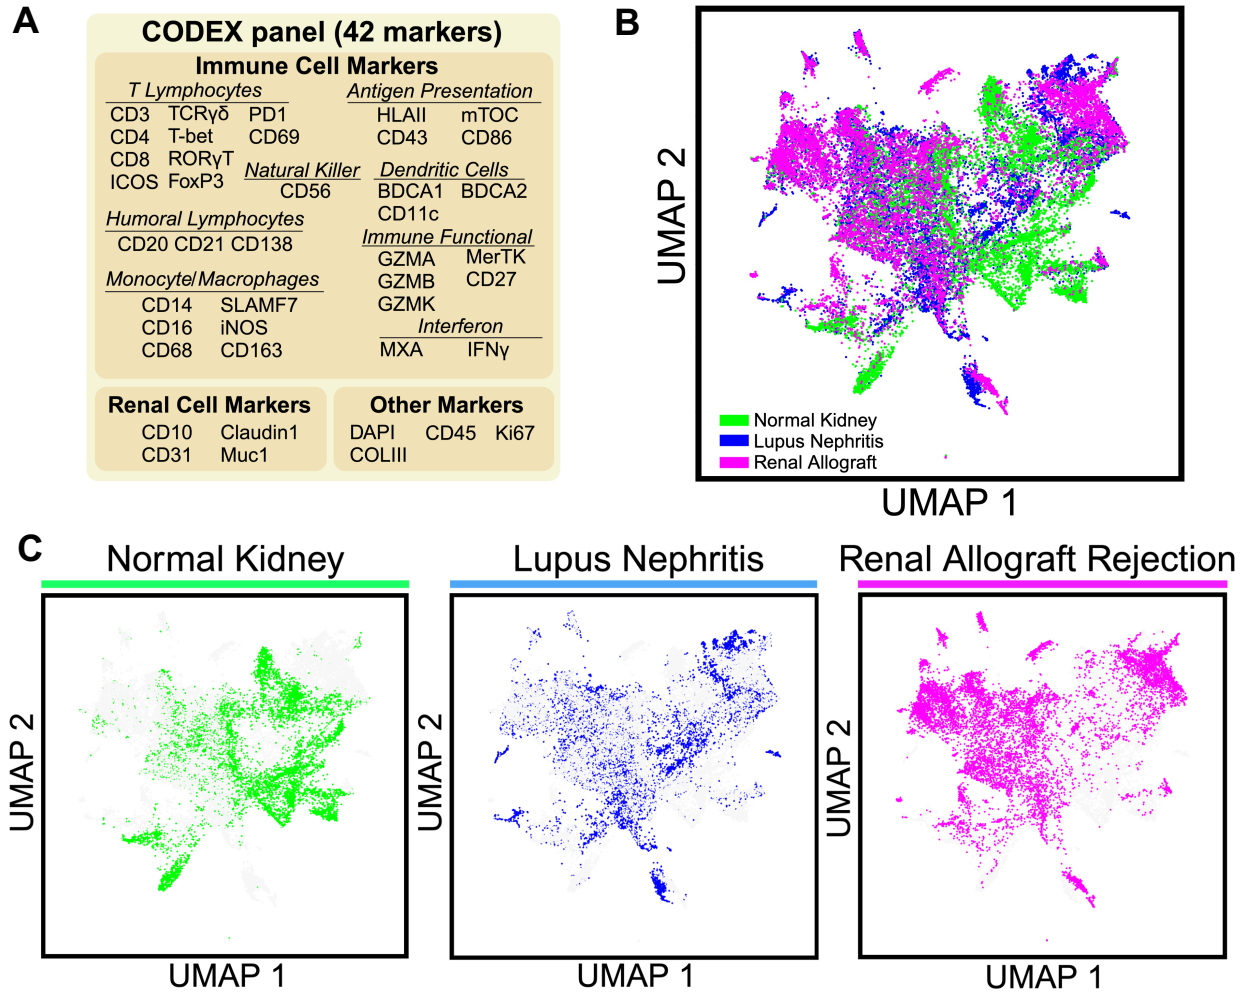 A
CODEX panel (42 markers)
Immune Cell Markers
T Lymphocytes
CD3 TCRγδ PD1
CD4 T-bet CD69
CD8 RORγT
ICOS FoxP3
Natural Killer
CD56
Humoral Lymphocytes
CD20 CD21 CD138
Monocyte/Macrophages
CD14 SLAMF7
CD16 iNOS
CD68 CD163
Antigen Presentation
HLAII mTOC
CD43 CD86
Dendritic Cells
BDCA1 BDCA2
CD11c
Immune Functional
GZMA MerTK
GZMB CD27
GZMK
Interferon
MXA IFNγ
Renal Cell Markers
CD10 Claudin1
CD31 Muc1
Other Markers
DAPI CD45 Ki67
COLIII
B
UMAP 2
Normal Kidney
Lupus Nephritis
Renal Allograft
UMAP 1
C
Normal Kidney
UMAP 2
UMAP 1
Lupus Nephritis
UMAP 2
UMAP 1
Renal Allograft Rejection
UMAP 2
UMAP 1